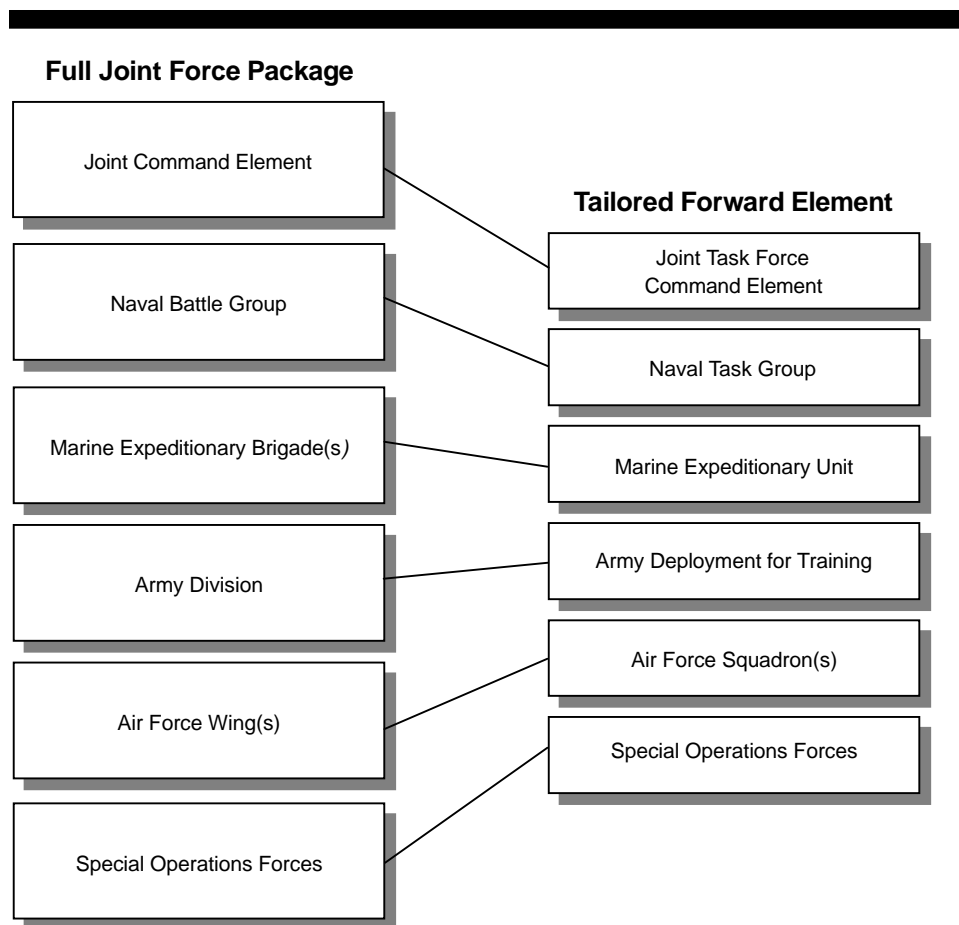 Full Joint Force Package
Joint Command Element
Naval Battle Group
Marine Expeditionary Brigade(s)
Army Division
Air Force Wing(s)
Special Operations Forces
Tailored Forward Element
Joint Task Force
Command Element
Naval Task Group
Marine Expeditionary Unit
Army Deployment for Training
Air Force Squadron(s)
Special Operations Forces